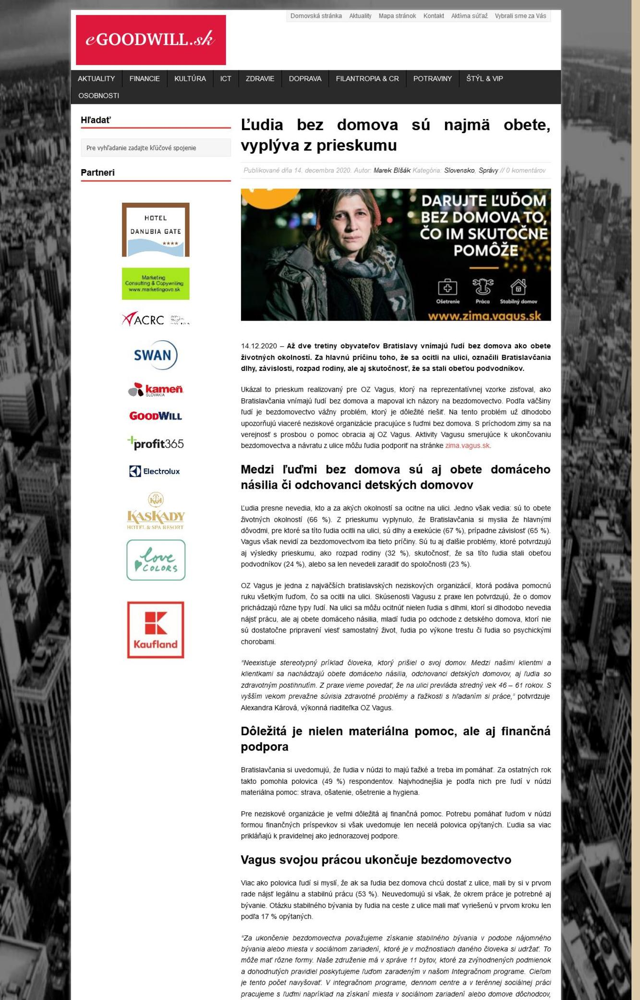 Domovská stránka Aktuality Mapa stránok Kontakt Aktívna súťaž Vybrali sme za Vás
eGOODWILL.sk
AKTUALITY FINANCIE KULTÚRA ICT ZDRAVIE DOPRAVA FILANTROPIA & CR POTRAVINY ŠTÝL & VIP
OSOBNOSTI
Hľadať
Pre vyhľadanie zadajte kľúčové spojenie
Partneri
HOTEL
DANUBIA GATE
Marketing
Consulting & Copywriting
www.marketingovo.sk
ACRC
SWAN
kameň
SLOVAKIA
GOODWILL
profit365
Electrolux
KASKADY
HOTEL & SPA RESORT
love
COLORS
Kaufland
Ľudia bez domova sú najmä obete,
vyplýva z prieskumu
Publikované dňa 14. decembra 2020. Autor: Marek Blšák Kategória: Slovensko, Správy // 0 komentárov
DARUJTE ĽUĎOM
BEZ DOMOVA TO,
ČO IM SKUTOČNE
POMÔŽE
Ošetrenie Práca Stabilný domov
www.zima.vagus.sk
14.12.2020 – Až dve tretiny obyvateľov Bratislavy vnímajú ľudí bez domova ako obete
životných okolností. Za hlavnú príčinu toho, že sa ocitli na ulici, označili Bratislavčania
dlhy, závislosti, rozpad rodiny, ale aj skutočnosť, že sa stali obeťou podvodníkov.
Ukázal to prieskum realizovaný pre OZ Vagus, ktorý na reprezentatívnej vzorke zisťoval, ako
Bratislavčania vnímajú ľudí bez domova a mapoval ich názory na bezdomovectvo. Podľa väčšiny
ľudí je bezdomovectvo vážny problém, ktorý je dôležité riešiť. Na tento problém už dlhodobo
upozorňujú viaceré neziskové organizácie pracujúce s ľuďmi bez domova. S príchodom zimy sa na
verejnosť s prosbou o pomoc obracia aj OZ Vagus. Aktivity Vagusu smerujúce k ukončovaniu
bezdomovectva a návratu z ulice môžu ľudia podporiť na stránke zima.vagus.sk.
Medzi ľuďmi bez domova sú aj obete domáceho
násilia či odchovanci detských domovov
Ľudia presne nevedia, kto a za akých okolností sa ocitne na ulici. Jedno však vedia: sú to obete
životných okolností (66 %). Z prieskumu vyplynulo, že Bratislavčania si myslia že hlavnými
dôvodmi, pre ktoré sa títo ľudia ocitli na ulici, sú dlhy a exekúcie (67 %), prípadne závislosť (65 %).
Vagus však nevidí za bezdomovectvom iba tieto príčiny. Sú tu aj ďalšie problémy, ktoré potvrdzujú
aj výsledky prieskumu, ako rozpad rodiny (32 %), skutočnosť, že sa títo ľudia stali obeťou
podvodníkov (24 %), alebo sa len nevedeli zaradiť do spoločnosti (23 %).
OZ Vagus je jedna z najväčších bratislavských neziskových organizácií, ktorá podáva pomocnú
ruku všetkým ľuďom, čo sa ocitli na ulici. Skúsenosti Vagusu z praxe len potvrdzujú, že o domov
prichádzajú rôzne typy ľudí. Na ulici sa môžu ocitnúť nielen ľudia s dlhmi, ktorí si dlhodobo nevedia
nájsť prácu, ale aj obete domáceho násilia, mladí ľudia po odchode z detského domova, ktorí nie
sú dostatočne pripravení viesť samostatný život, ľudia po výkone trestu či ľudia so psychickými
chorobami.
“Neexistuje stereotypný príklad človeka, ktorý prišiel o svoj domov. Medzi našimi klientmi a
klientkami sa nachádzajú obete domáceho násilia, odchovanci detských domovov, aj ľudia so
zdravotným postihnutím. Z praxe vieme povedať, že na ulici prevláda stredný vek 46 – 61 rokov. S
vyšším vekom prevažne súvisia zdravotné problémy a ťažkosti s hľadaním si práce,” potvrdzuje
Alexandra Kárová, výkonná riaditeľka OZ Vagus.
Dôležitá je nielen materiálna pomoc, ale aj finančná
podpora
Bratislavčania si uvedomujú, že ľudia v núdzi to majú ťažké a treba im pomáhať. Za ostatných rok
takto pomohla polovica (49 %) respondentov. Najvhodnejšia je podľa nich pre ľudí v núdzi
materiálna pomoc: strava, ošatenie, ošetrenie a hygiena.
Pre neziskové organizácie je veľmi dôležitá aj finančná pomoc. Potrebu pomáhať ľuďom v núdzi
formou finančných príspevkov si však uvedomuje len necelá polovica opýtaných. Ľudia sa viac
prikláňajú k pravidelnej ako jednorazovej podpore.
Vagus svojou prácou ukončuje bezdomovectvo
Viac ako polovica ľudí si myslí, že ak sa ľudia bez domova chcú dostať z ulice, mali by si v prvom
rade nájsť legálnu a stabilnú prácu (53 %). Neuvedomujú si však, že okrem práce je potrebné aj
bývanie. Otázku stabilného bývania by ľudia na ceste z ulice mali mať vyriešenú v prvom kroku len
podľa 17 % opýtaných.
“Za ukončenie bezdomovectva považujeme získanie stabilného bývania v podobe nájomného
bývania alebo miesta v sociálnom zariadení, ktoré je v možnostiach daného človeka si udržať. To
môže mať rôzne formy. Naše združenie má v správe 11 bytov, ktoré za zvýhodnených podmienok
a dohodnutých pravidiel poskytujeme ľuďom zaradeným v našom Integračnom programe. Cieľom
je tento počet navyšovať. V integračnom programe, dennom centre a v terénnej sociálnej práci
pracujeme s ľuďmi napríklad na získaní miesta v sociálnom zariadení alebo domove dôchodcov,